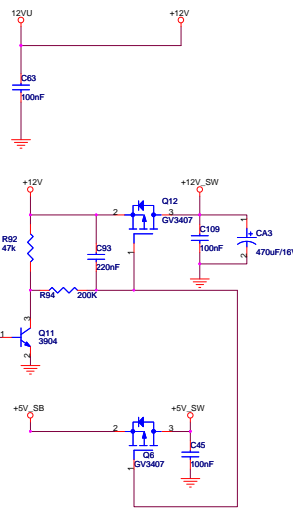 12VU
+12V
C63
100nF
+12V
+12V_SW
Q12
GV3407
2
3
1
R92
47k
C93
220nF
C109
100nF
1
+
CA3
2
470uF/16V
R94
200K
3
1
Q11
3904
2
+5V_SB
+5V_SW
2
3
Q6
GV3407
1
C45
100nF